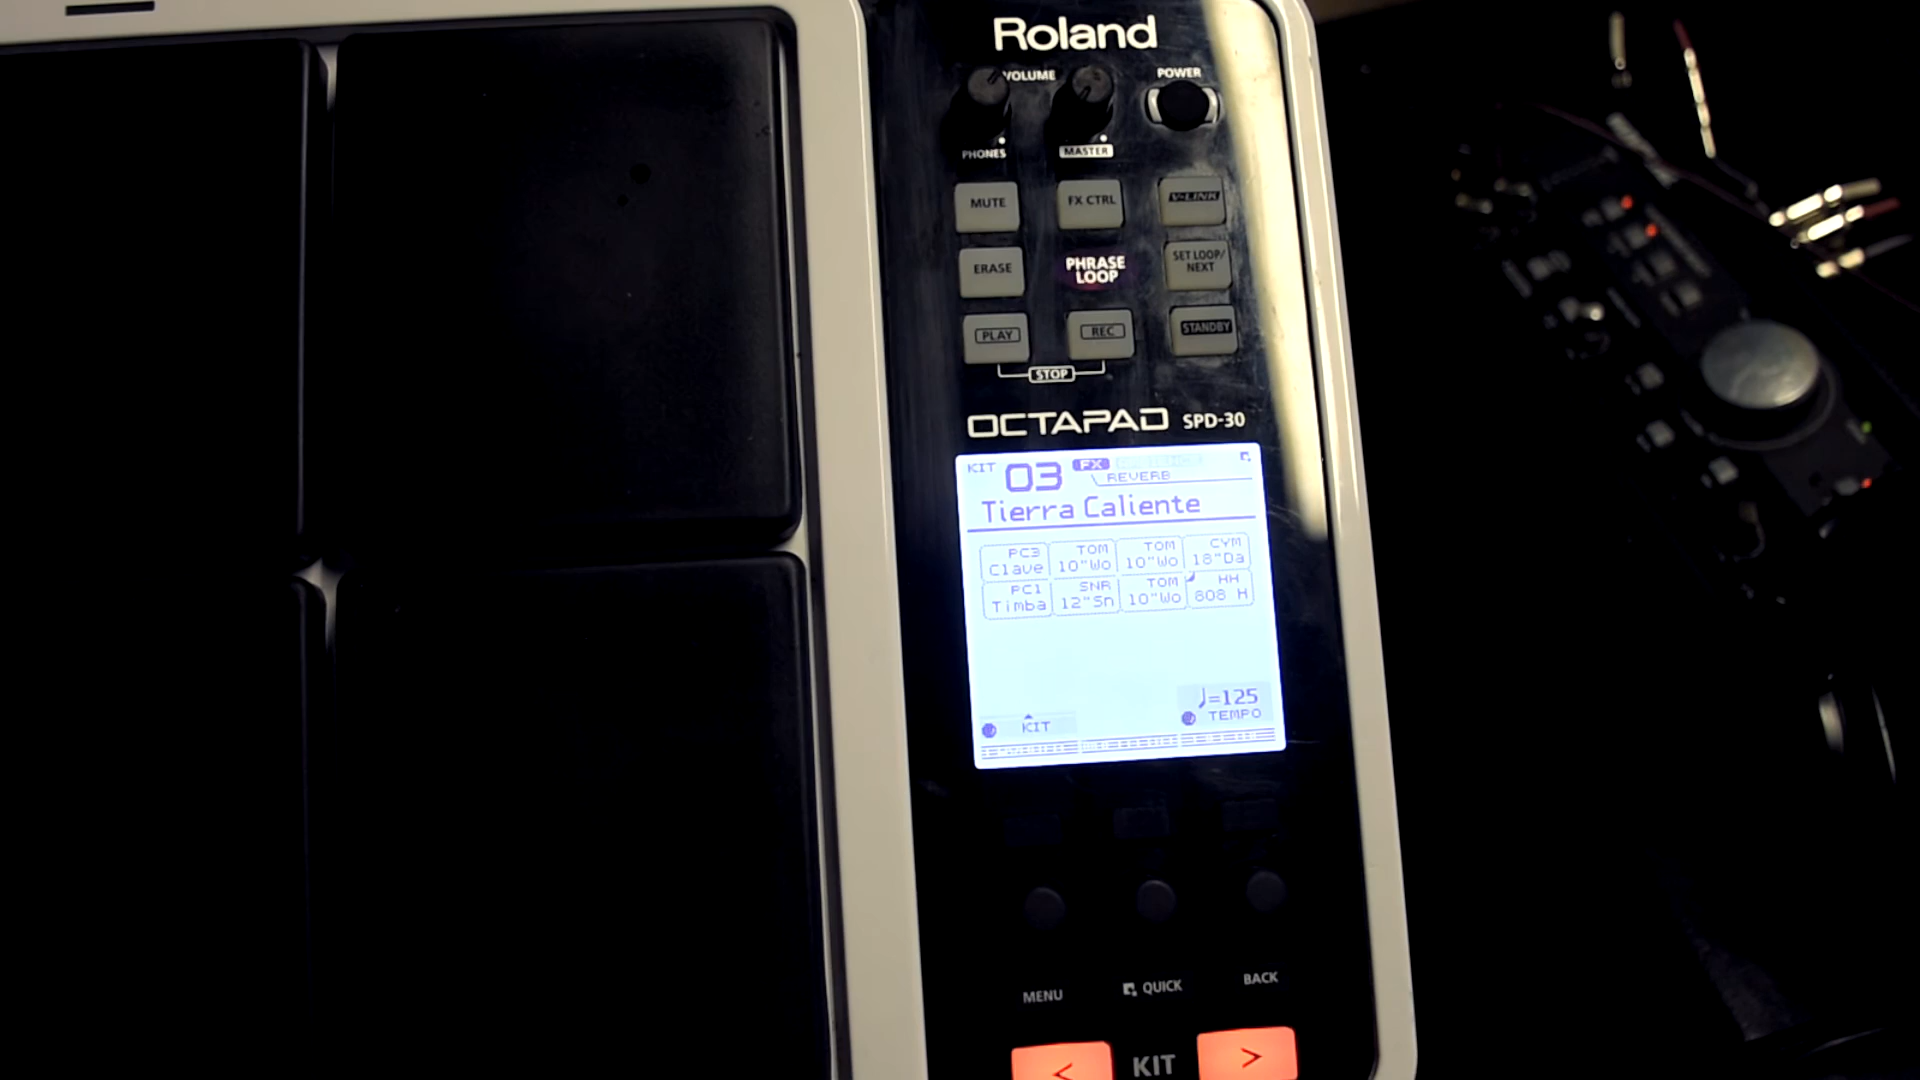 Roland
VOLUME POWER
PHONES MASTER
MUTE FX CTRL V-LINK
ERASE PHRASE LOOP SET LOOP/ NEXT
PLAY REC STANDBY
STOP
OCTAPAD SPD-30
KIT 03 FX
REVERB
Tierra Caliente
PC3 TOM TOM CYM
Clave 10"Wo 10"Wo 18"Da
PC1 SNR TOM HH
Timba 12"Sn 10"Wo 808 H
♩=125
KIT TEMPO
MENU QUICK BACK
< KIT >